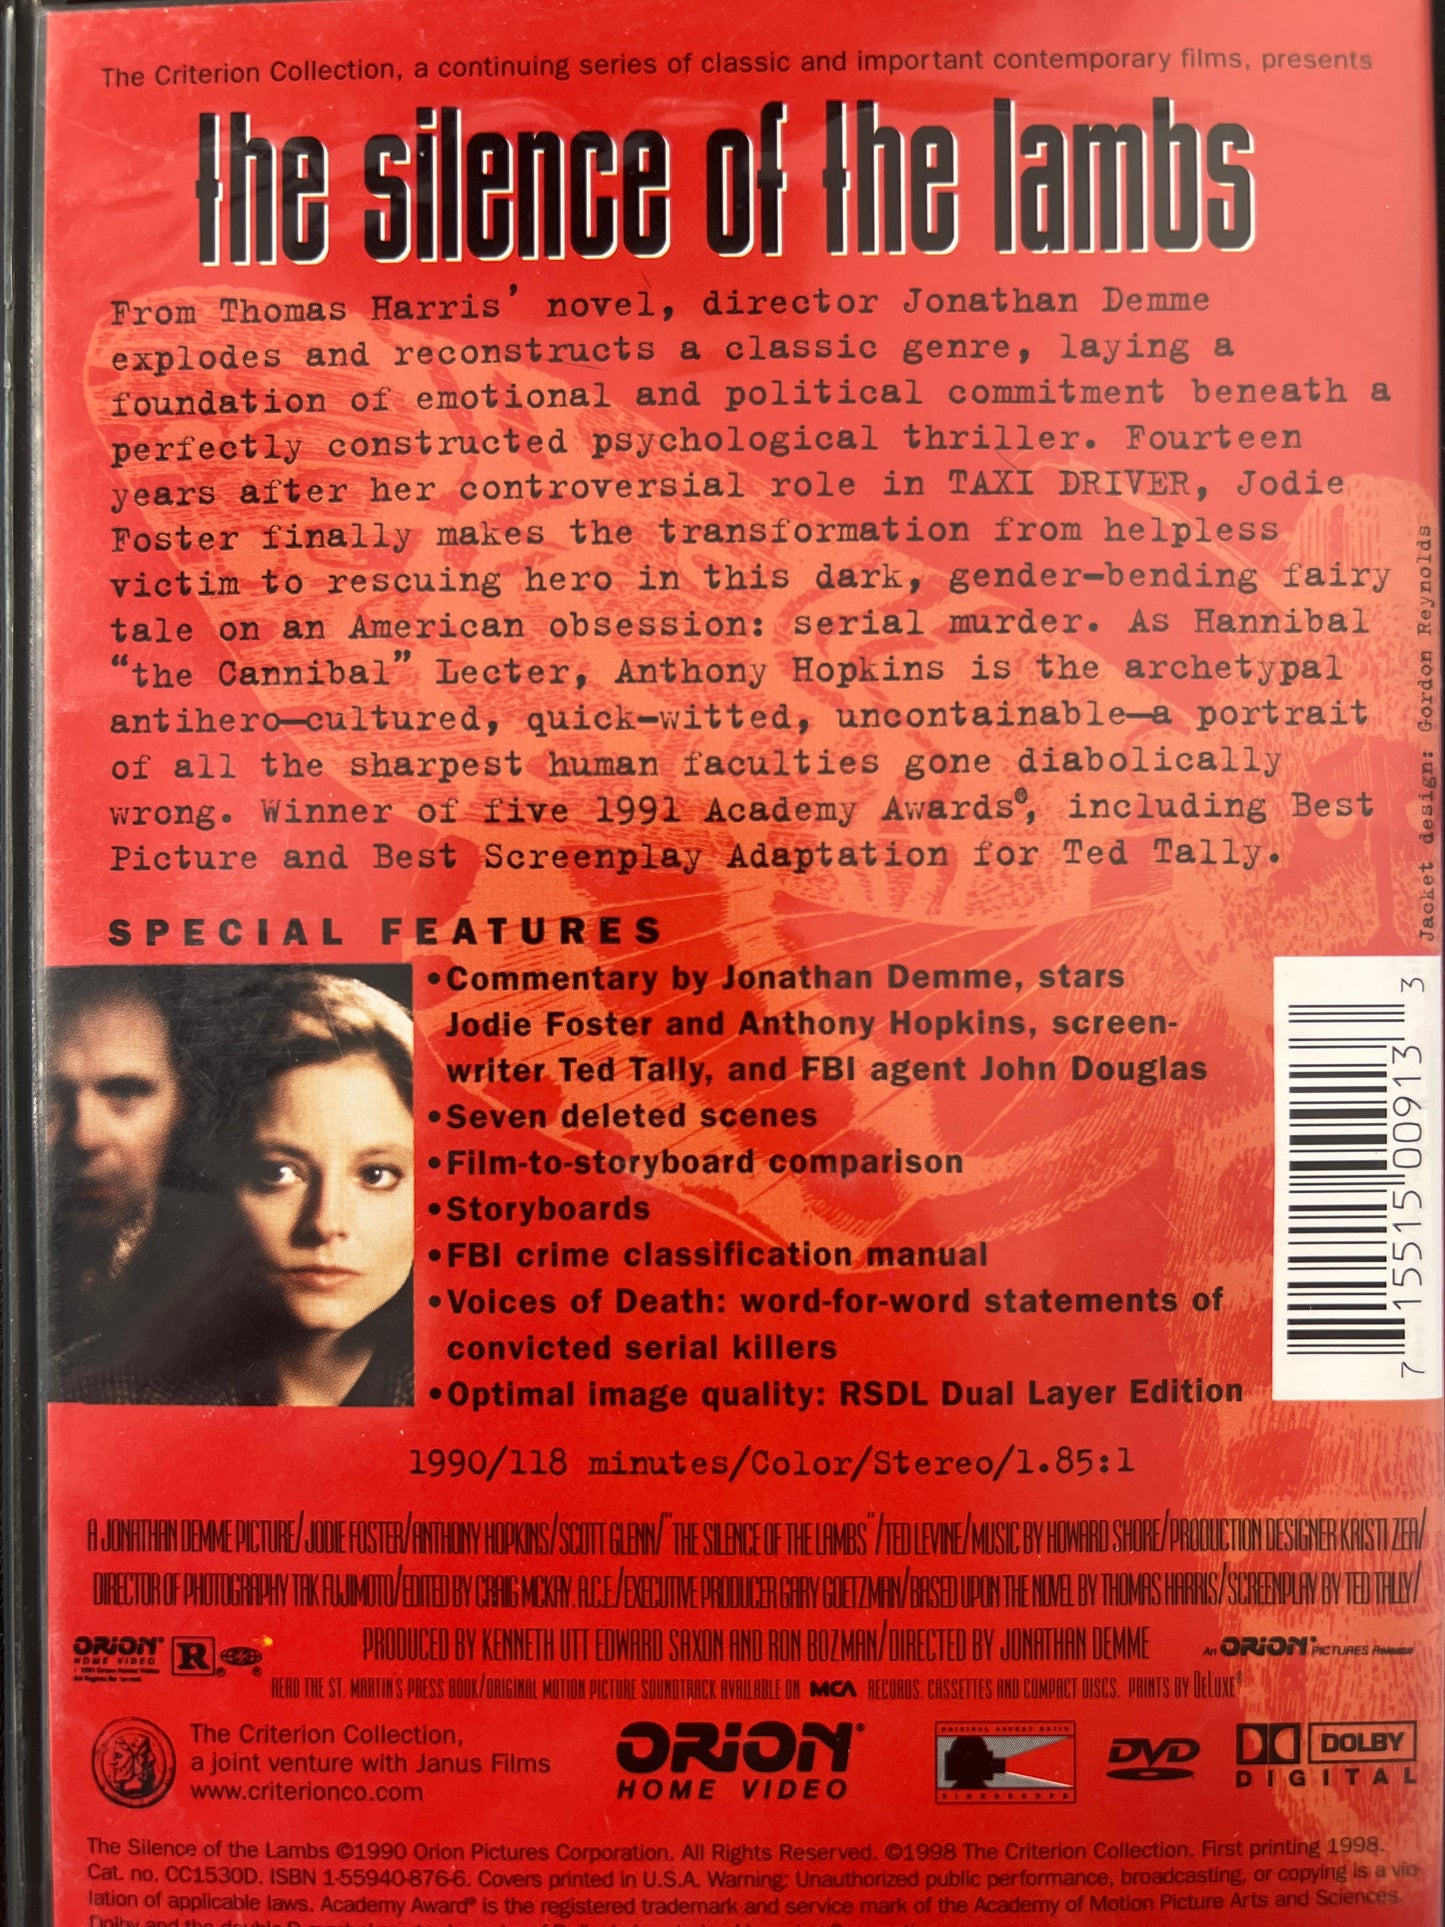 The Criterion Collection, a continuing series of classic and important contemporary films, presents
the silence of the lambs
From Thomas Harris' novel, director Jonathan Demme
explodes and reconstructs a classic genre, laying a
foundation of emotional and political commitment beneath a
perfectly constructed psychological thriller. Fourteen
years after her controversial role in TAXI DRIVER, Jodie
Foster finally makes the transformation from helpless
victim to rescuing hero in this dark, gender-bending fairy
tale on an American obsession: serial murder. As Hannibal
"the Cannibal" Lecter, Anthony Hopkins is the archetypal
antihero—cultured, quick-witted, uncontainable—a portrait
of all the sharpest human faculties gone diabolically
wrong. Winner of five 1991 Academy Awards®, including Best
Picture and Best Screenplay Adaptation for Ted Tally.
Jacket design: Gordon Reynolds
SPECIAL FEATURES
•Commentary by Jonathan Demme, stars
Jodie Foster and Anthony Hopkins, screen-
writer Ted Tally, and FBI agent John Douglas
•Seven deleted scenes
•Film-to-storyboard comparison
•Storyboards
•FBI crime classification manual
•Voices of Death: word-for-word statements of
convicted serial killers
•Optimal image quality: RSDL Dual Layer Edition
7 15515 00913 3
1990/118 minutes/Color/Stereo/1.85:1
A JONATHAN DEMME PICTURE/JODIE FOSTER/ANTHONY HOPKINS/SCOTT GLENN/"THE SILENCE OF THE LAMBS"/TED LEVINE/MUSIC BY HOWARD SHORE/PRODUCTION DESIGNER KRISTI ZEA/
DIRECTOR OF PHOTOGRAPHY TAK FUJIMOTO/EDITED BY CRAIG MCKAY, A.C.E./EXECUTIVE PRODUCER GARY GOETZMAN/BASED UPON THE NOVEL BY THOMAS HARRIS/SCREENPLAY BY TED TALLY/
PRODUCED BY KENNETH UTT EDWARD SAXON AND RON BOZMAN/DIRECTED BY JONATHAN DEMME
ORION®
HOME VIDEO
All Rights Reserved
R
An ORION® PICTURES Release
READ THE ST. MARTIN'S PRESS BOOK/ORIGINAL MOTION PICTURE SOUNDTRACK AVAILABLE ON MCA RECORDS, CASSETTES AND COMPACT DISCS. PRINTS BY DELUXE®
The Criterion Collection,
a joint venture with Janus Films
www.criterionco.com
ORION®
HOME VIDEO
ORIGINAL ASPECT RATIO
VIDEOSCOPE
DVD
DOLBY
DIGITAL
The Silence of the Lambs ©1990 Orion Pictures Corporation. All Rights Reserved. ©1998 The Criterion Collection. First printing 1998.
Cat. no. CC1530D. ISBN 1-55940-876-6. Covers printed in U.S.A. Warning: Unauthorized public performance, broadcasting, or copying is a vio-
lation of applicable laws. Academy Award® is the registered trademark and service mark of the Academy of Motion Picture Arts and Sciences.
Dolby and the double D